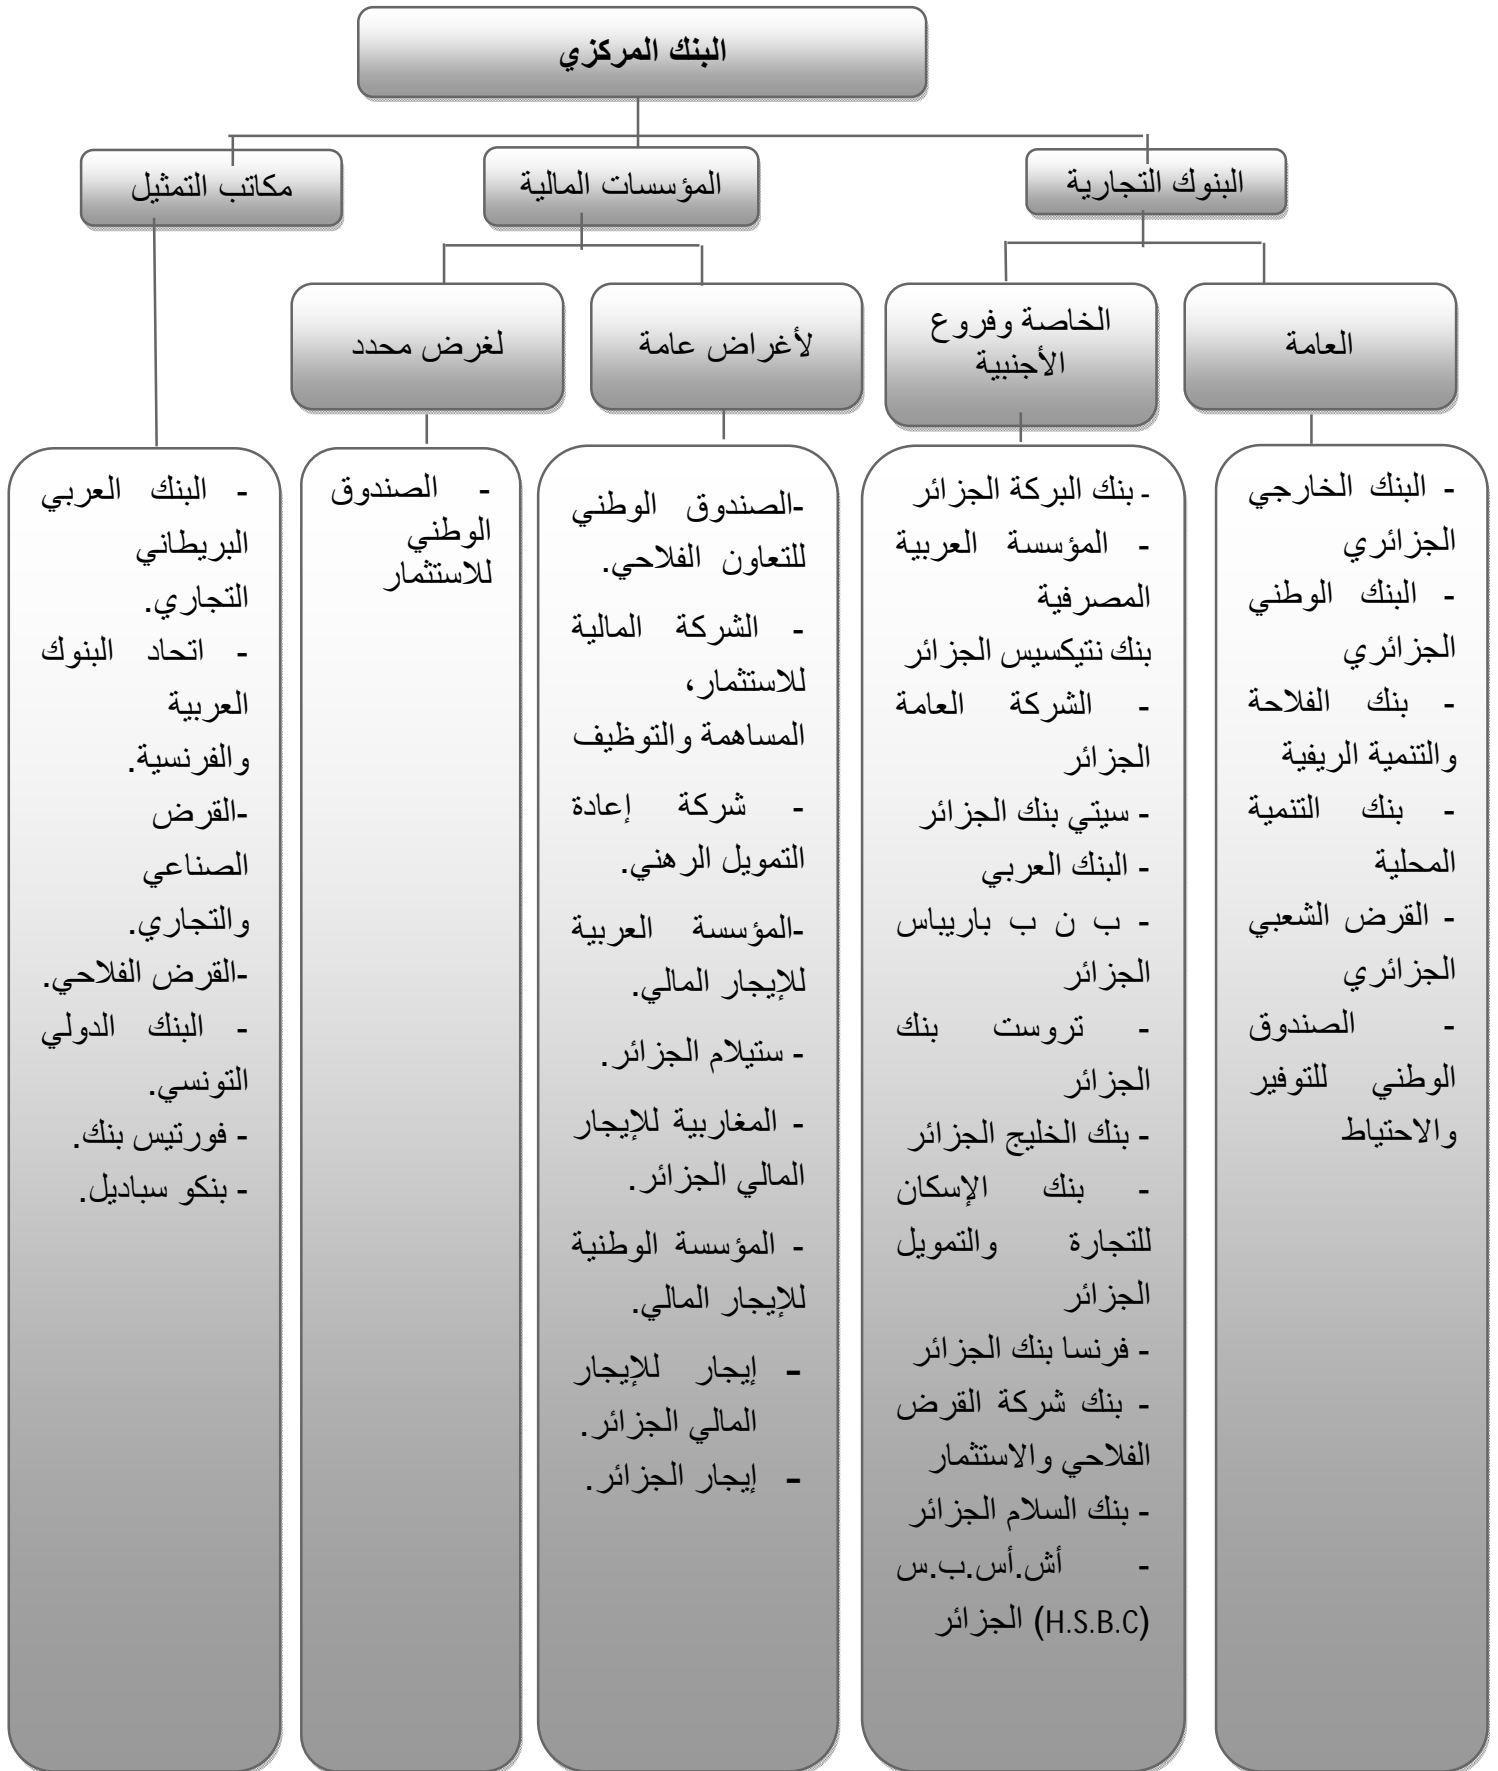 البنك المركزي
البنوك التجارية
المؤسسات المالية
مكاتب التمثيل
العامة
الخاصة وفروع
الأجنبية
لأغراض عامة
لغرض محدد
- البنك الخارجي
الجزائري
- البنك الوطني
الجزائري
- بنك الفلاحة
والتنمية الريفية
- بنك التنمية
المحلية
- القرض الشعبي
الجزائري
- الصندوق
الوطني للتوفير
والاحتياط
- بنك البركة الجزائر
- المؤسسة العربية
المصرفية
بنك نتيكسيس الجزائر
- الشركة العامة
الجزائر
- سيتي بنك الجزائر
- البنك العربي
- ب ن ب باريباس
الجزائر
- تروست بنك
الجزائر
- بنك الخليج الجزائر
- بنك الإسكان
للتجارة والتمويل
الجزائر
- فرنسا بنك الجزائر
- بنك شركة القرض
الفلاحي والاستثمار
- بنك السلام الجزائر
- أش.أس.ب.س
(H.S.B.C) الجزائر
-الصندوق الوطني
للتعاون الفلاحي.
- الشركة المالية
للاستثمار،
المساهمة والتوظيف
- شركة إعادة
التمويل الرهني.
-المؤسسة العربية
للإيجار المالي.
- ستيلام الجزائر.
- المغاربية للإيجار
المالي الجزائر.
- المؤسسة الوطنية
للإيجار المالي.
- إيجار للإيجار
المالي الجزائر.
- إيجار الجزائر.
- الصندوق
الوطني
للاستثمار
- البنك العربي
البريطاني
التجاري.
- اتحاد البنوك
العربية
والفرنسية.
-القرض
الصناعي
والتجاري.
-القرض الفلاحي.
- البنك الدولي
التونسي.
- فورتيس بنك.
- بنكو سباديل.